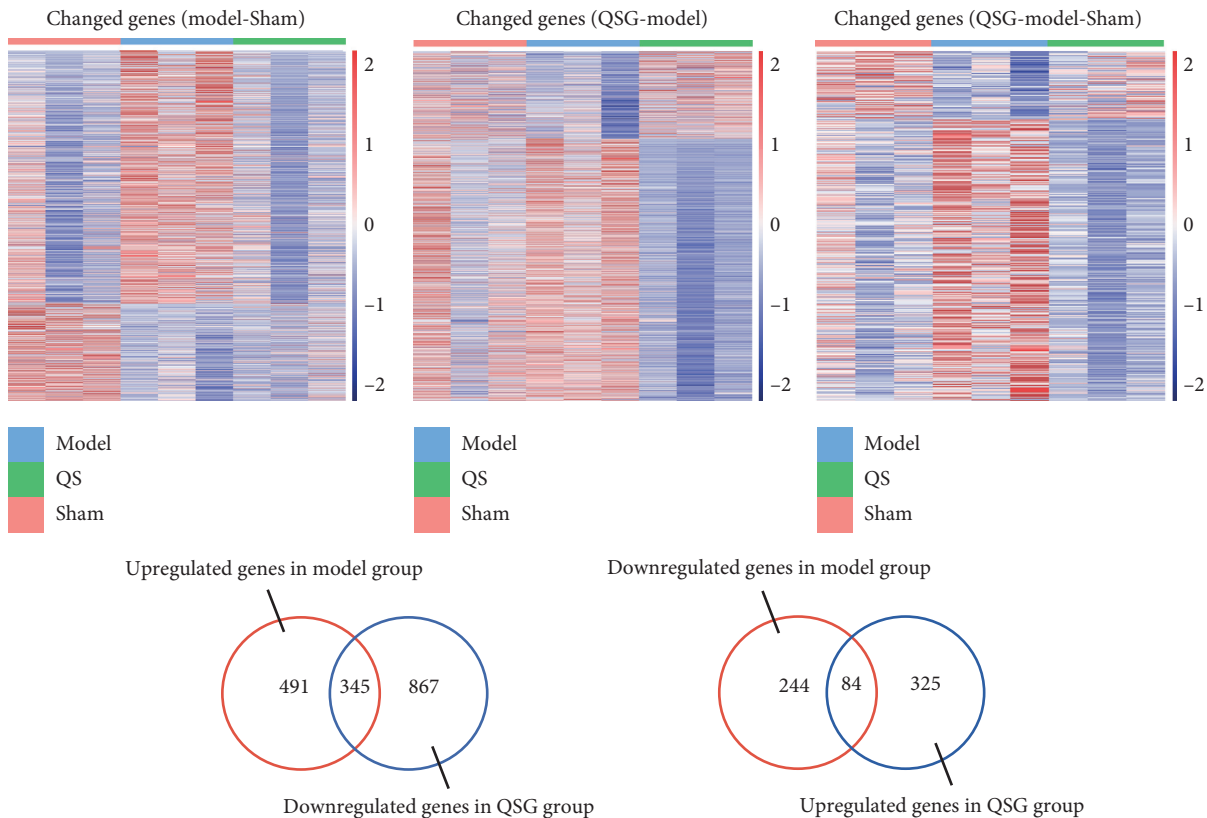 Changed genes (model-Sham)
2
1
0
−1
−2
Model
QS
Sham
Changed genes (QSG-model)
2
1
0
−1
−2
Model
QS
Sham
Changed genes (QSG-model-Sham)
2
1
0
−1
−2
Model
QS
Sham
Upregulated genes in model group
491 345 867
Downregulated genes in QSG group
Downregulated genes in model group
244 84 325
Upregulated genes in QSG group